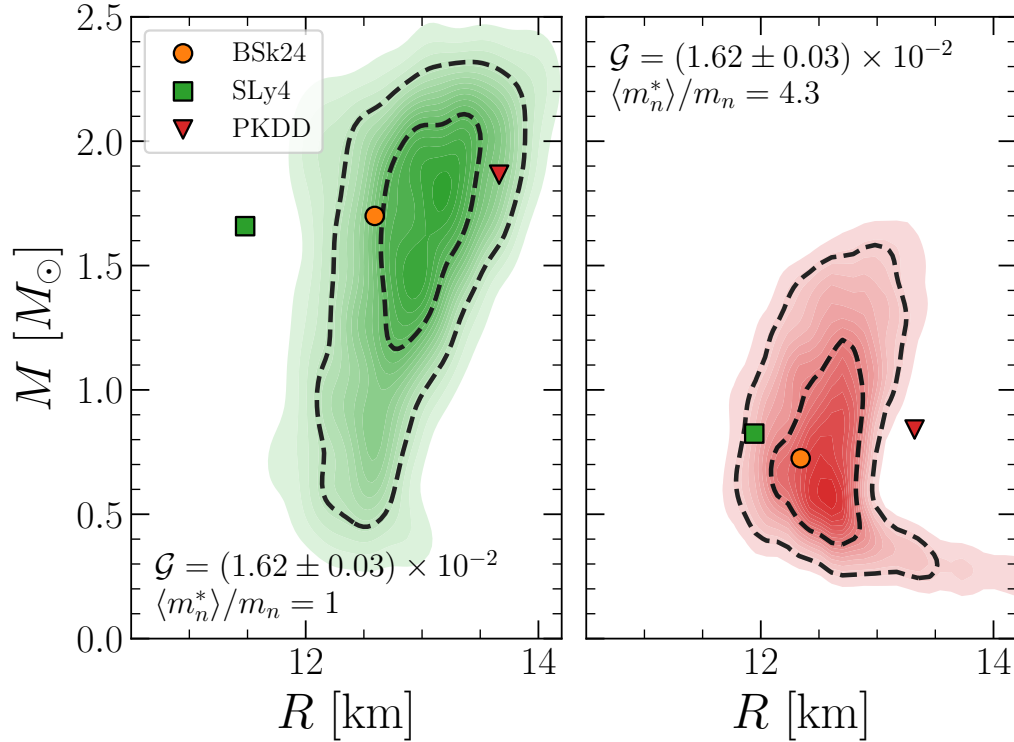 2.5
2.0
1.5
1.0
0.5
0.0
M [M⊙]
BSk24
SLy4
PKDD
𝒢 = (1.62 ± 0.03) × 10⁻²
⟨m*ₙ⟩/mₙ = 1
12
14
R [km]
𝒢 = (1.62 ± 0.03) × 10⁻²
⟨m*ₙ⟩/mₙ = 4.3
12
14
R [km]